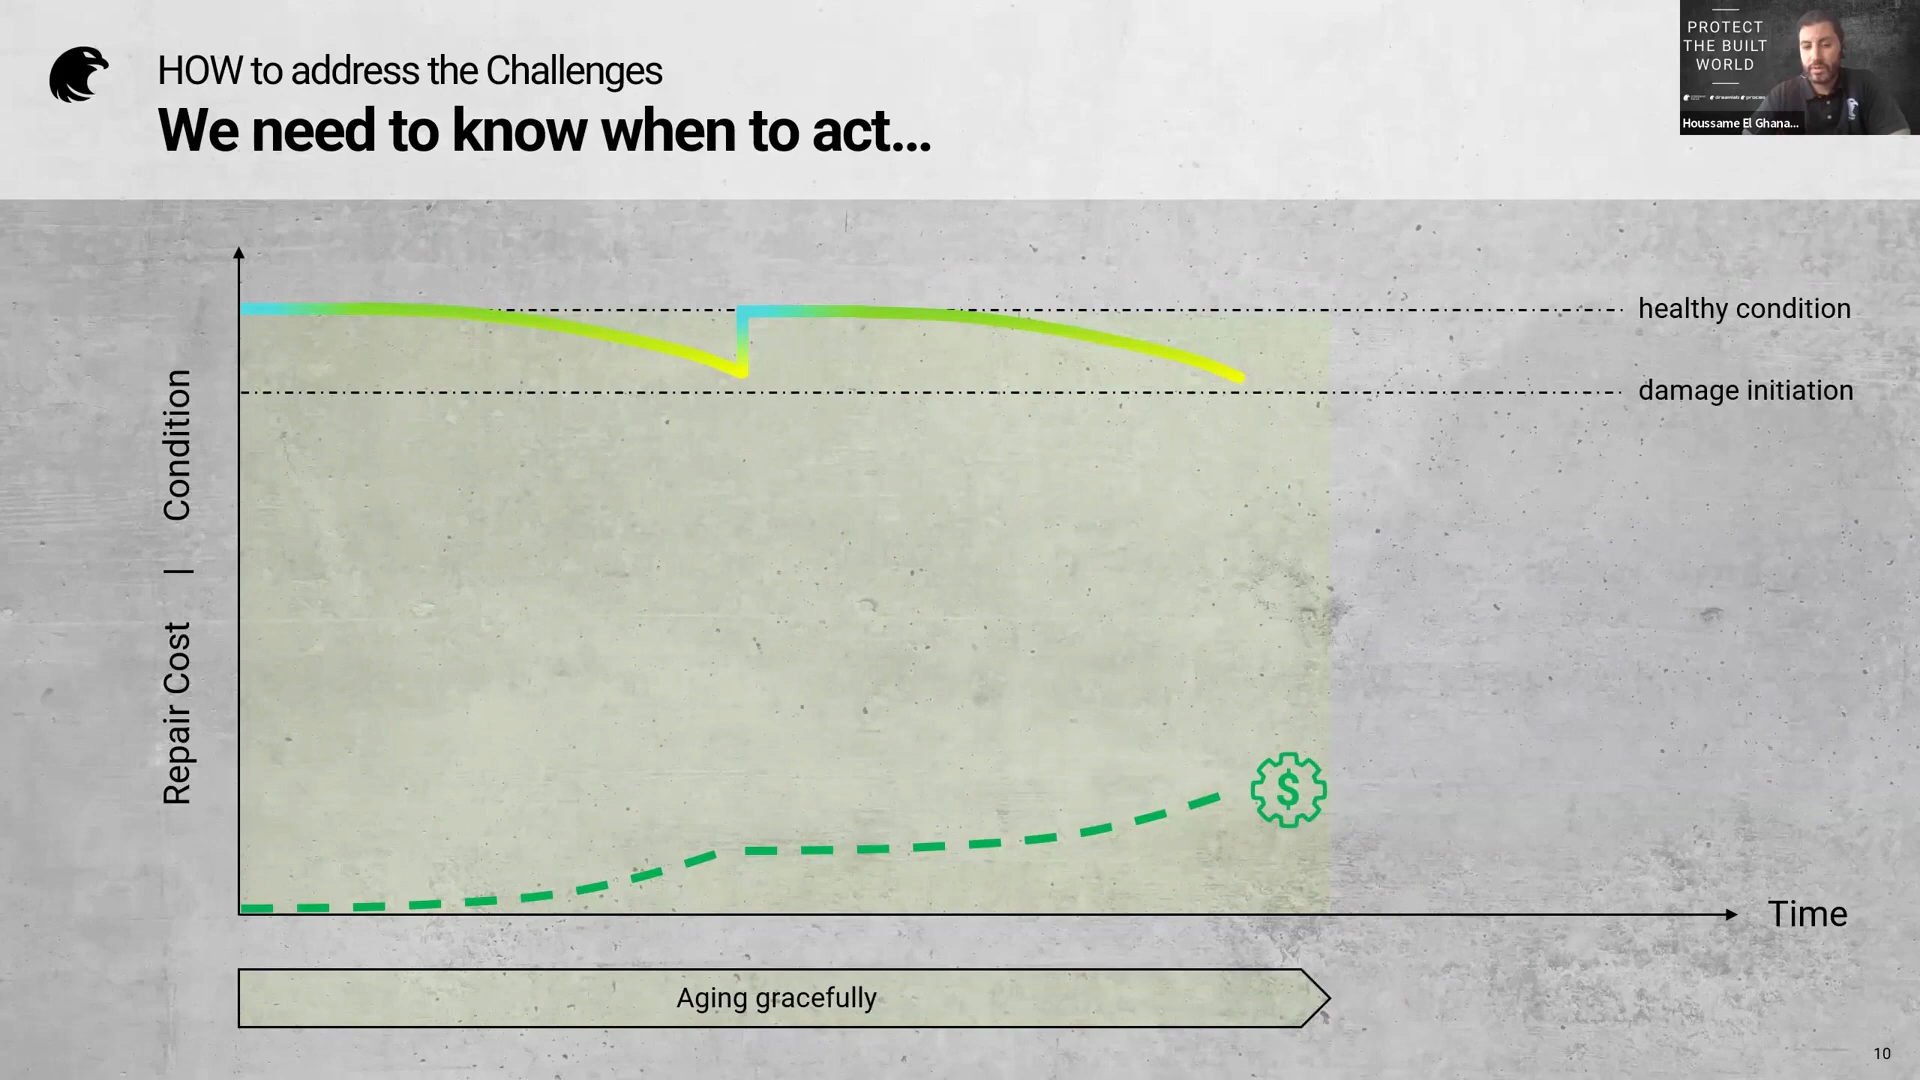 HOW to address the Challenges
We need to know when to act...
PROTECT
THE BUILT
WORLD
Houssame El Ghana...
healthy condition
damage initiation
Repair Cost | Condition
$
Time
Aging gracefully
10